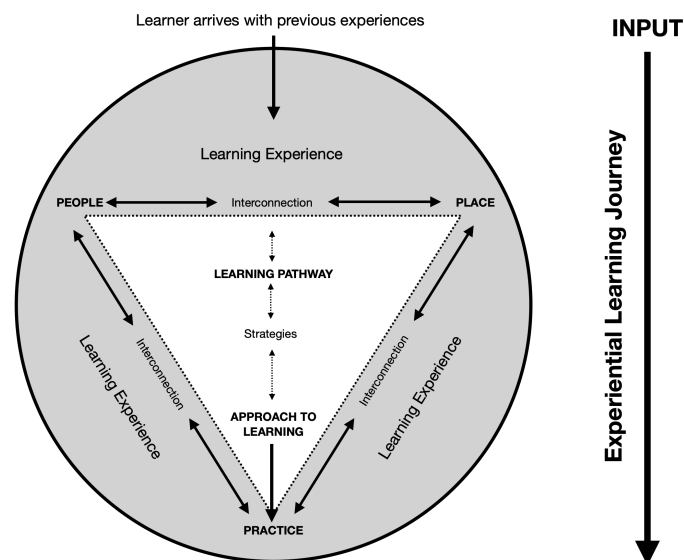 Learner arrives with previous experiences
INPUT
Learning Experience
PEOPLE
Interconnection
PLACE
LEARNING PATHWAY
Strategies
Interconnection
Interconnection
Learning Experience
Learning Experience
APPROACH TO
LEARNING
PRACTICE
Experiential Learning Journey